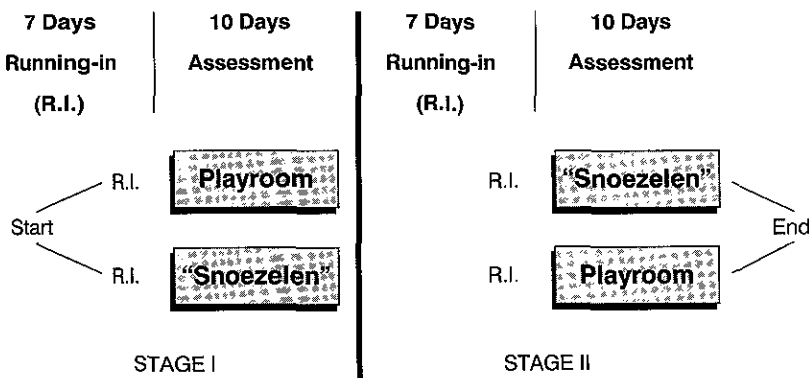 7 Days 10 Days 7 Days 10 Days
Running-in Assessment Running-in Assessment
(R.I.) (R.I.)
R.I. Playroom R.I. “Snoezelen”
Start End
R.I. “Snoezelen” R.I. Playroom
STAGE I STAGE II